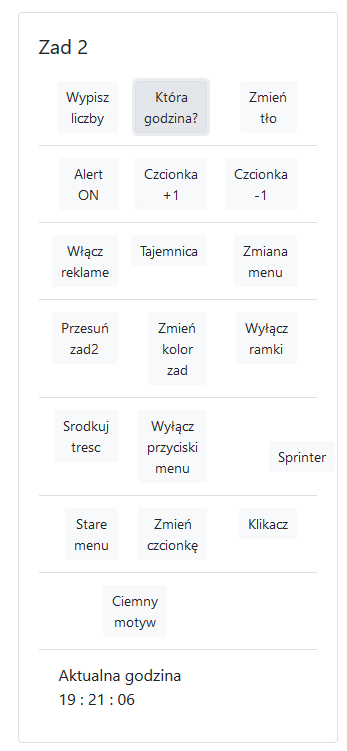 Zad 2
Wypisz
liczby
Która
godzina?
Zmień
tło
Alert
ON
Czcionka
+1
Czcionka
-1
Włącz
reklame
Tajemnica
Zmiana
menu
Przesuń
zad2
Zmień
kolor
zad
Wyłącz
ramki
Srodkuj
tresc
Wyłącz
przyciski
menu
Sprinter
Stare
menu
Zmień
czcionkę
Klikacz
Ciemny
motyw
Aktualna godzina
19 : 21 : 06